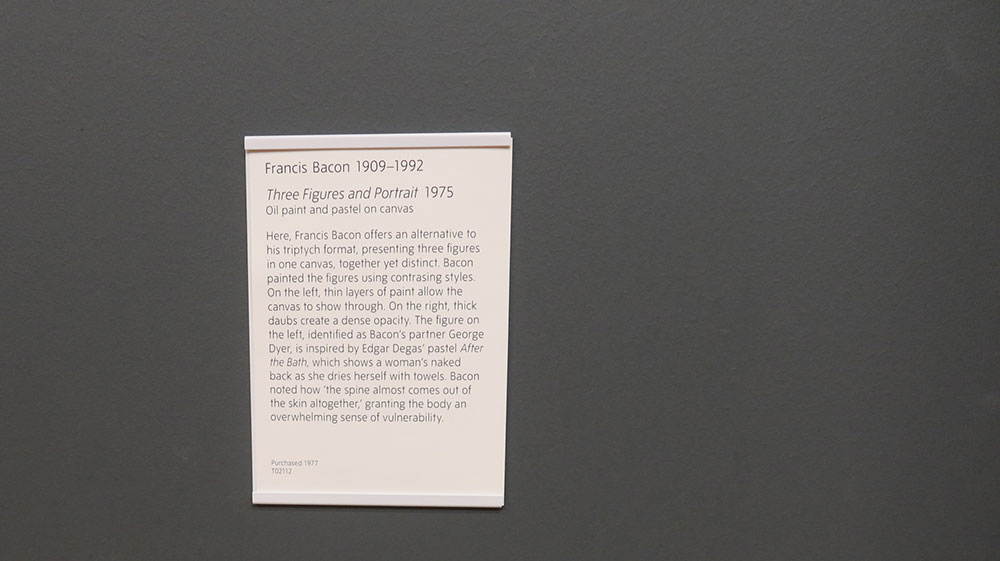 Francis Bacon 1909–1992
Three Figures and Portrait 1975
Oil paint and pastel on canvas
Here, Francis Bacon offers an alternative to
his triptych format, presenting three figures
in one canvas, together yet distinct. Bacon
painted the figures using contrasing styles.
On the left, thin layers of paint allow the
canvas to show through. On the right, thick
daubs create a dense opacity. The figure on
the left, identified as Bacon's partner George
Dyer, is inspired by Edgar Degas' pastel After
the Bath, which shows a woman's naked
back as she dries herself with towels. Bacon
noted how 'the spine almost comes out of
the skin altogether,' granting the body an
overwhelming sense of vulnerability.
Purchased 1977
T02112